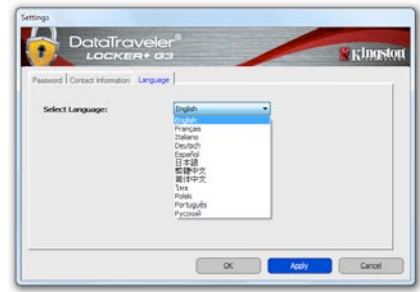 Settings
DataTraveler®
LOCKER+ G3
Kingston
Password Contact Information Language
Select Language:
English
English
Français
Italiano
Deutsch
Español
日本語
繁體中文
简体中文
ไทย
Polski
Português
Русский
OK Apply Cancel